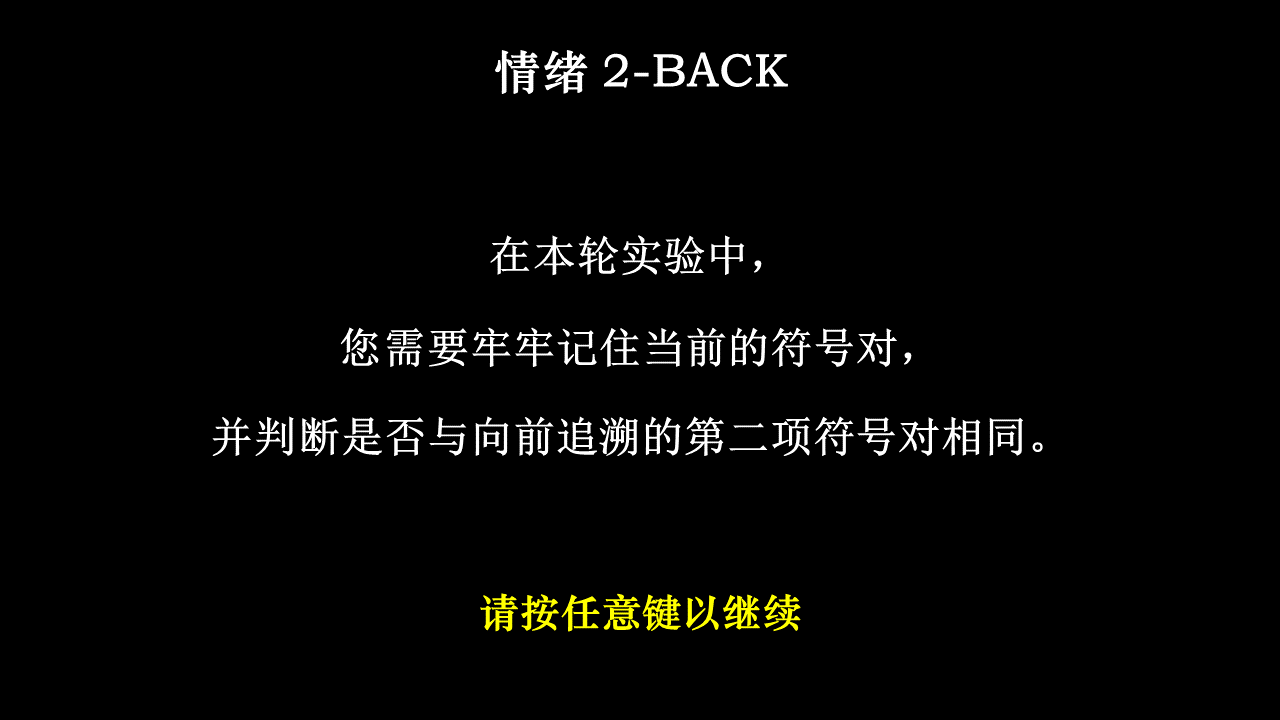 情绪 2-BACK
在本轮实验中，
您需要牢牢记住当前的符号对，
并判断是否与向前追溯的第二项符号对相同。
请按任意键以继续